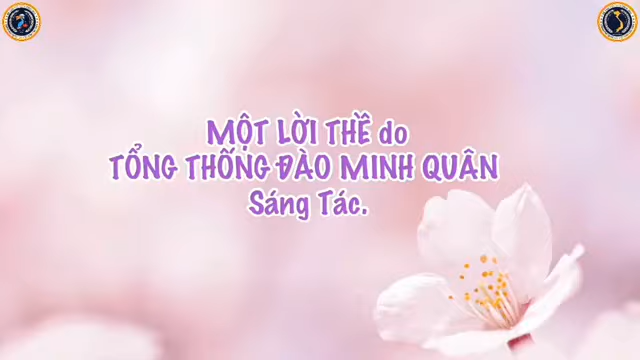 MỘT LỜI THỀ do
TỔNG THỐNG ĐÀO MINH QUÂN
Sáng Tác.